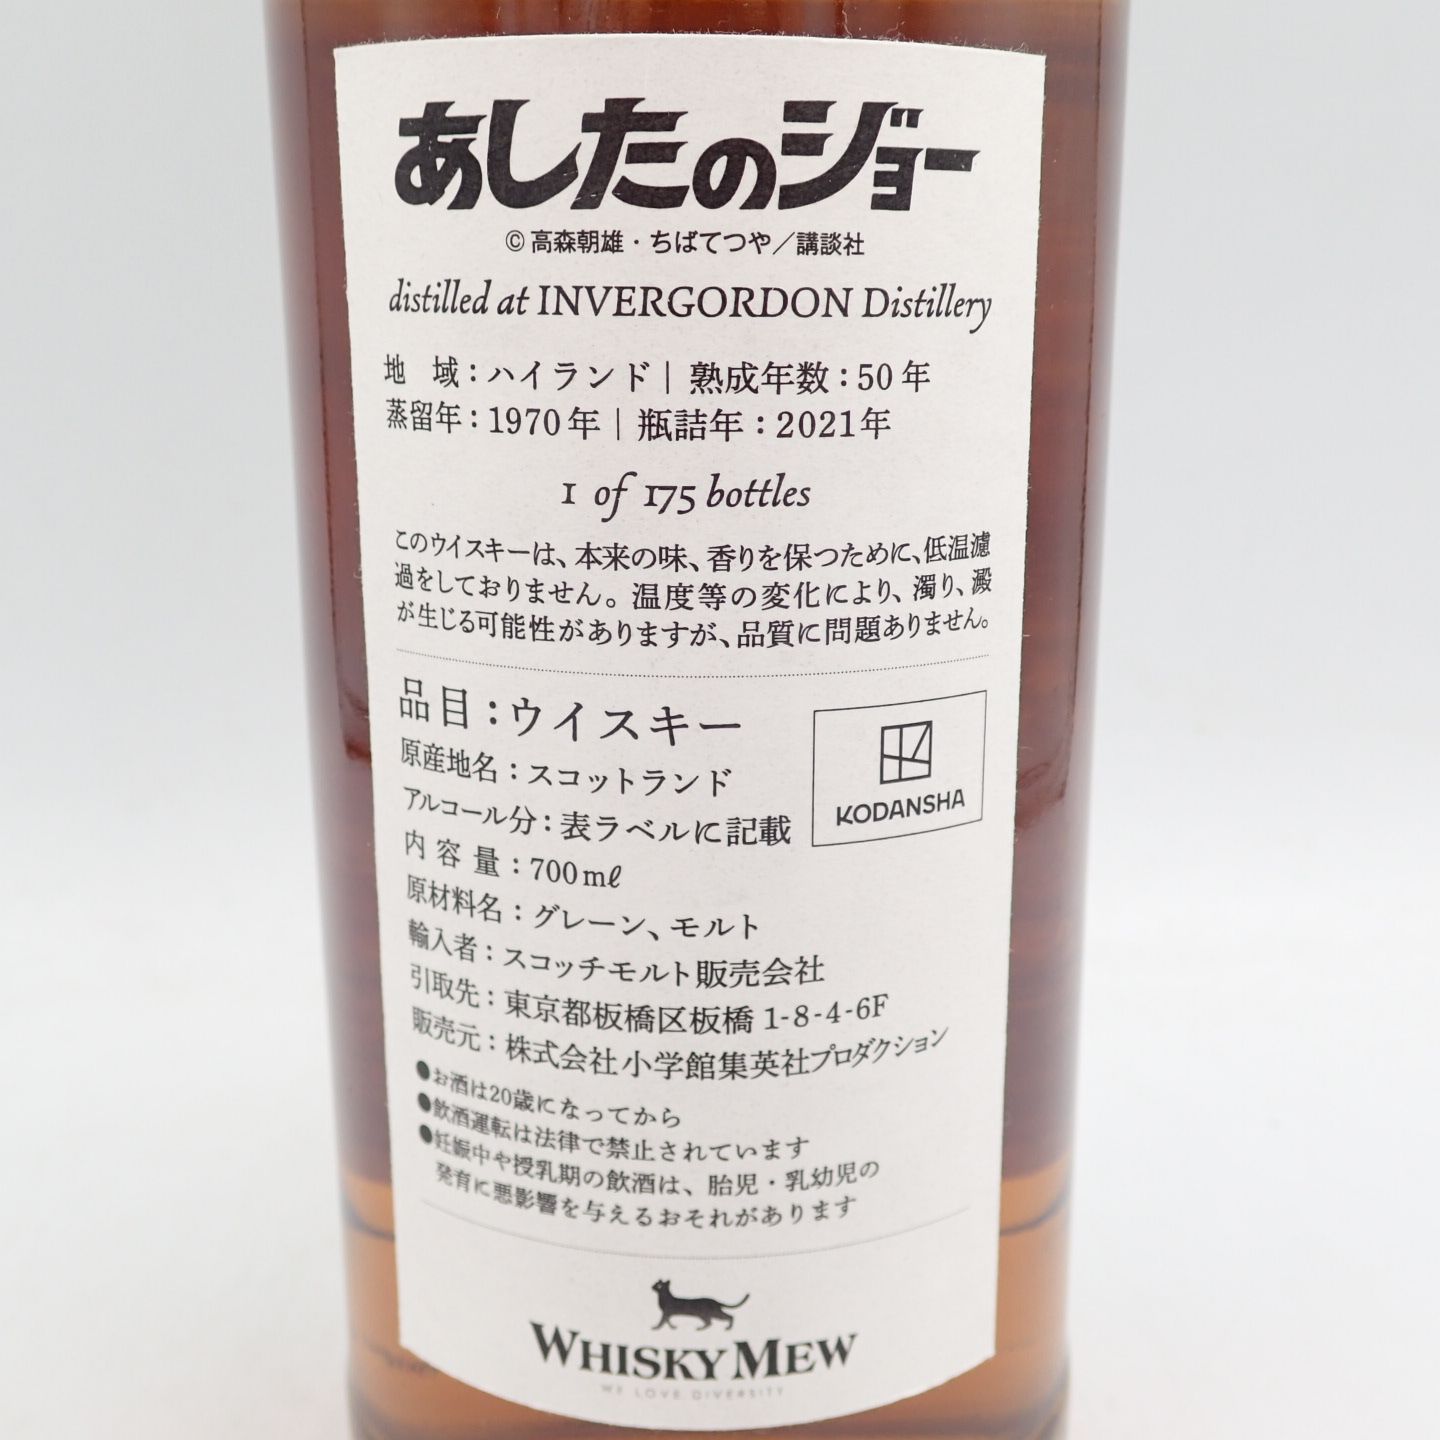 あしたのジョー
©高森朝雄・ちばてつや／講談社
distilled at INVERGORDON Distillery
地 域：ハイランド｜熟成年数：50年
蒸留年：1970年｜瓶詰年：2021年
1 of 175 bottles
このウイスキーは、本来の味、香りを保つために、低温濾
過をしておりません。温度等の変化により、濁り、澱
が生じる可能性がありますが、品質に問題ありません。
品目：ウイスキー
原産地名：スコットランド
アルコール分：表ラベルに記載
内容量：700mℓ
原材料名：グレーン、モルト
輸入者：スコッチモルト販売会社
引取先：東京都板橋区板橋1-8-4-6F
販売元：株式会社小学館集英社プロダクション
KODANSHA
●お酒は20歳になってから
●飲酒運転は法律で禁止されています
●妊娠中や授乳期の飲酒は、胎児・乳幼児の
発育に悪影響を与えるおそれがあります
WHISKY MEW
WE LOVE DIVERSITY